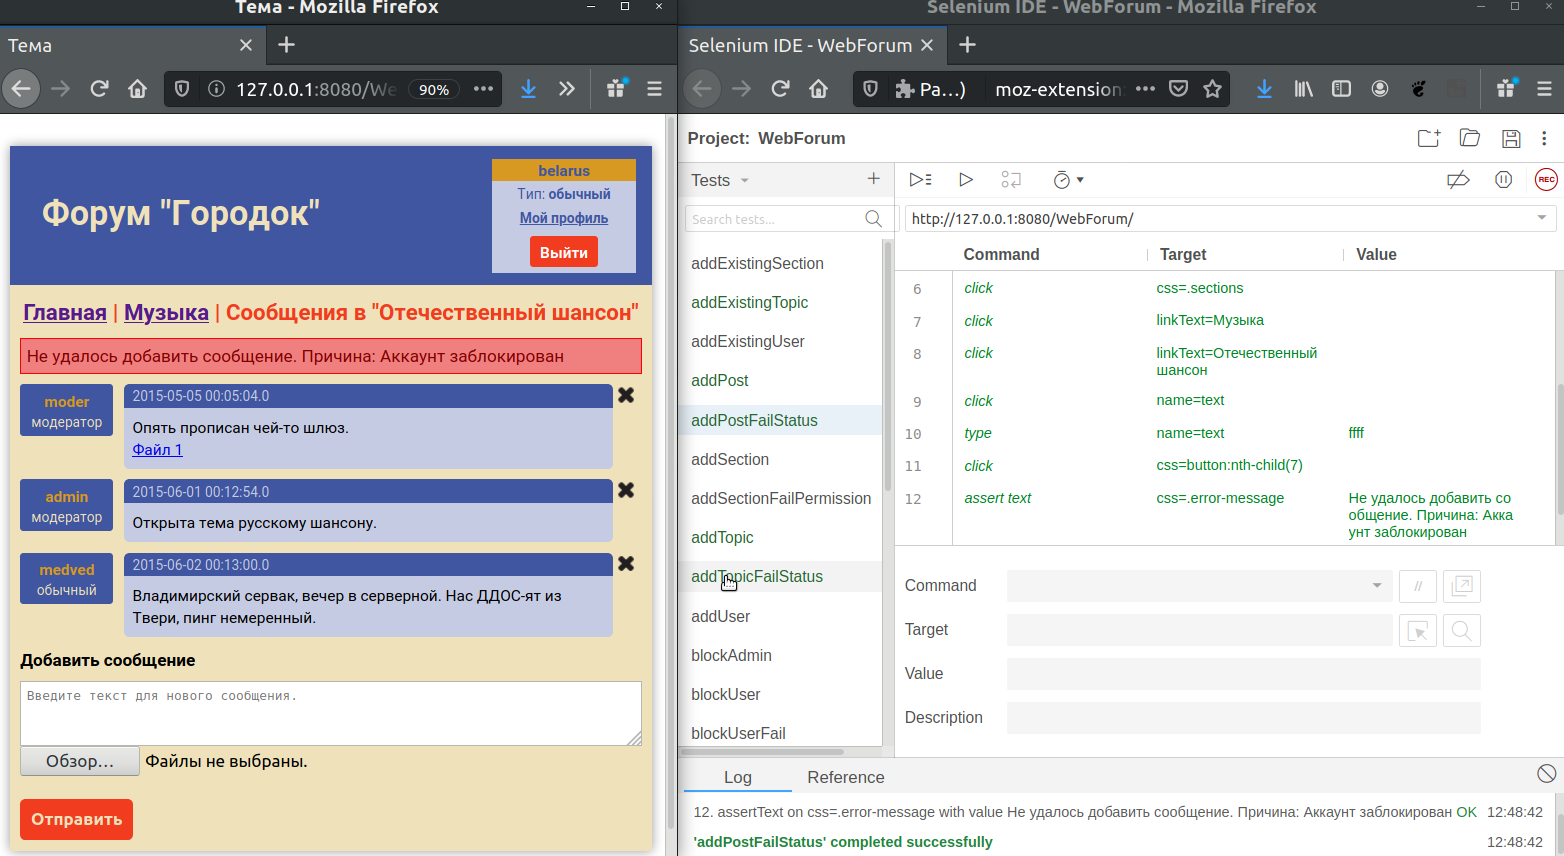 Тема - Mozilla Firefox
Тема
127.0.0.1:8080/We
90%
Форум "Городок"
belarus
Тип: обычный
Мой профиль
Выйти
Главная | Музыка | Сообщения в "Отечественный шансон"
Не удалось добавить сообщение. Причина: Аккаунт заблокирован
moder
модератор
2015-05-05 00:05:04.0
Опять прописан чей-то шлюз.
Файл 1
admin
модератор
2015-06-01 00:12:54.0
Открыта тема русскому шансону.
medved
обычный
2015-06-02 00:13:00.0
Владимирский сервак, вечер в серверной. Нас ДДОС-ят из
Твери, пинг немеренный.
Добавить сообщение
Введите текст для нового сообщения.
Обзор... Файлы не выбраны.
Отправить
Selenium IDE - WebForum - Mozilla Firefox
Selenium IDE - WebForum
Pa...) moz-extension:
Project: WebForum
Tests
REC
Search tests...
http://127.0.0.1:8080/WebForum/
addExistingSection
addExistingTopic
addExistingUser
addPost
addPostFailStatus
addSection
addSectionFailPermission
addTopic
addTopicFailStatus
addUser
blockAdmin
blockUser
blockUserFail
Command Target Value
6 click css=.sections
7 click linkText=Музыка
8 click linkText=Отечественный
шансон
9 click name=text
10 type name=text ffff
11 click css=button:nth-child(7)
12 assert text css=.error-message Не удалось добавить со
общение. Причина: Акка
унт заблокирован
Command
//
Target
Value
Description
Log Reference
12. assertText on css=.error-message with value Не удалось добавить сообщение. Причина: Аккаунт заблокирован OK 12:48:42
'addPostFailStatus' completed successfully 12:48:42